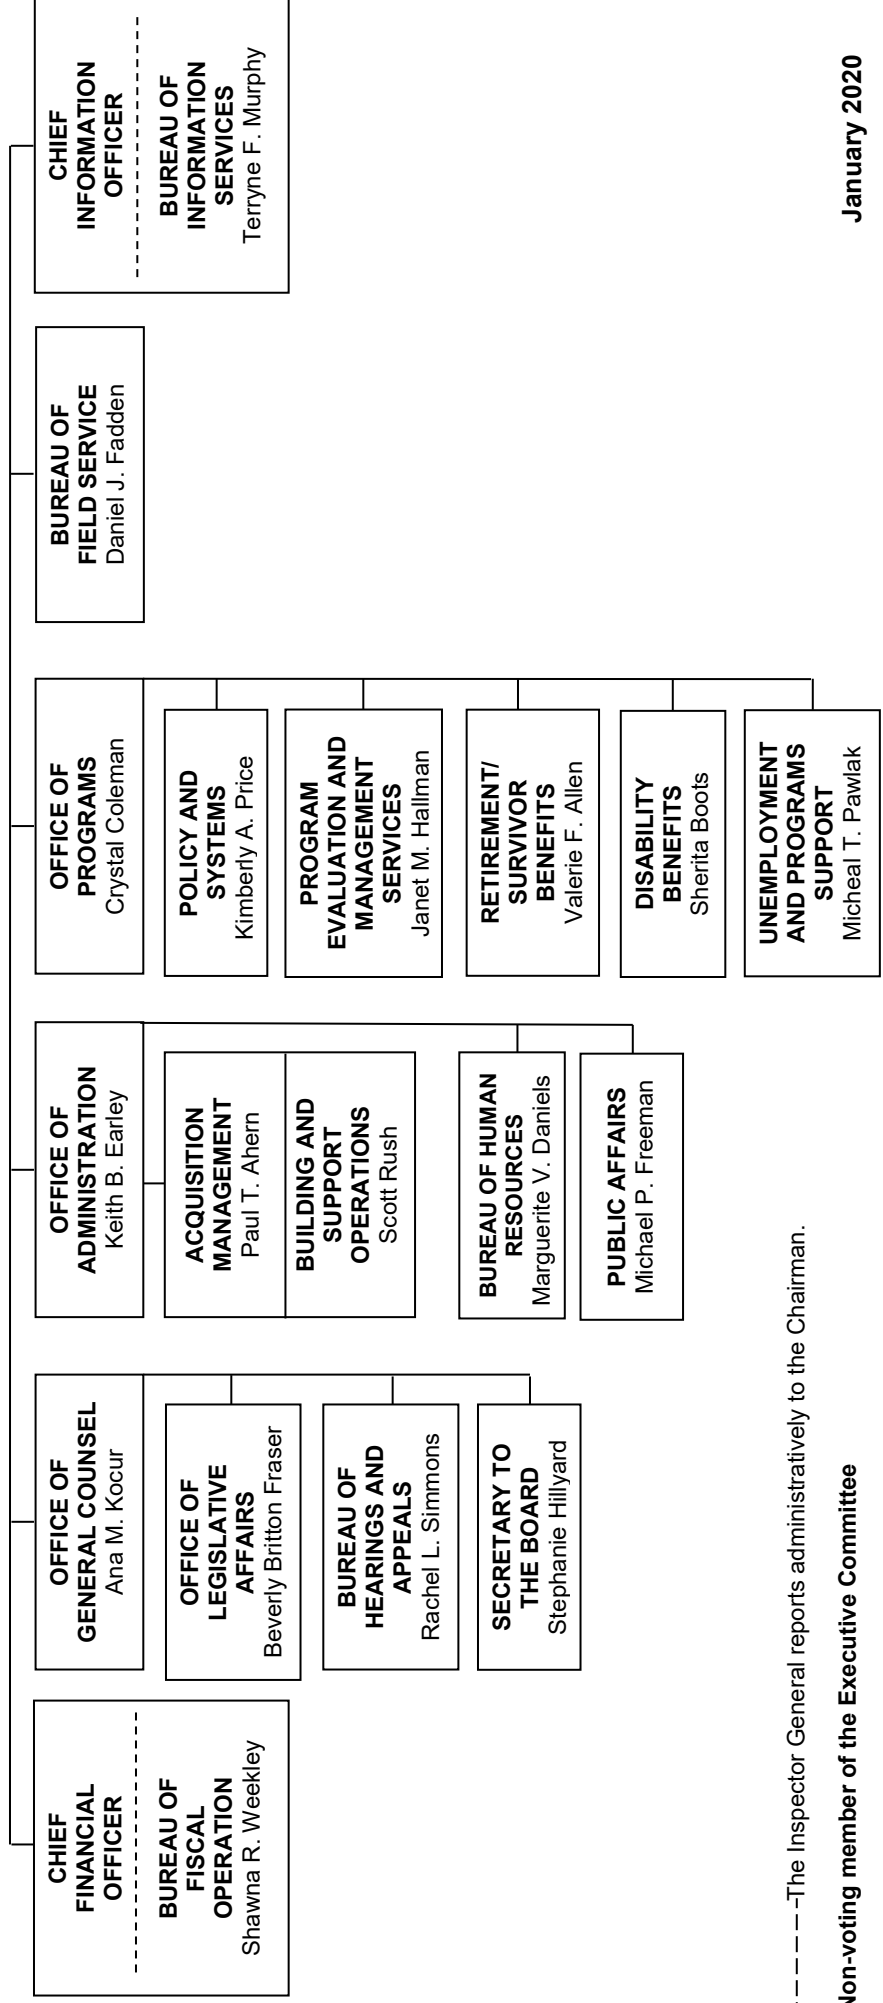 CHIEF
FINANCIAL
OFFICER
BUREAU OF
FISCAL
OPERATION
Shawna R. Weekley
OFFICE OF
GENERAL COUNSEL
Ana M. Kocur
OFFICE OF
LEGISLATIVE
AFFAIRS
Beverly Britton Fraser
BUREAU OF
HEARINGS AND
APPEALS
Rachel L. Simmons
SECRETARY TO
THE BOARD
Stephanie Hillyard
OFFICE OF
ADMINISTRATION
Keith B. Earley
ACQUISITION
MANAGEMENT
Paul T. Ahern
BUILDING AND
SUPPORT
OPERATIONS
Scott Rush
BUREAU OF HUMAN
RESOURCES
Marguerite V. Daniels
PUBLIC AFFAIRS
Michael P. Freeman
OFFICE OF
PROGRAMS
Crystal Coleman
POLICY AND
SYSTEMS
Kimberly A. Price
PROGRAM
EVALUATION AND
MANAGEMENT
SERVICES
Janet M. Hallman
RETIREMENT/
SURVIVOR
BENEFITS
Valerie F. Allen
DISABILITY
BENEFITS
Sherita Boots
UNEMPLOYMENT
AND PROGRAMS
SUPPORT
Micheal T. Pawlak
BUREAU OF
FIELD SERVICE
Daniel J. Fadden
CHIEF
INFORMATION
OFFICER
BUREAU OF
INFORMATION
SERVICES
Terryne F. Murphy
The Inspector General reports administratively to the Chairman.
Non-voting member of the Executive Committee
January 2020